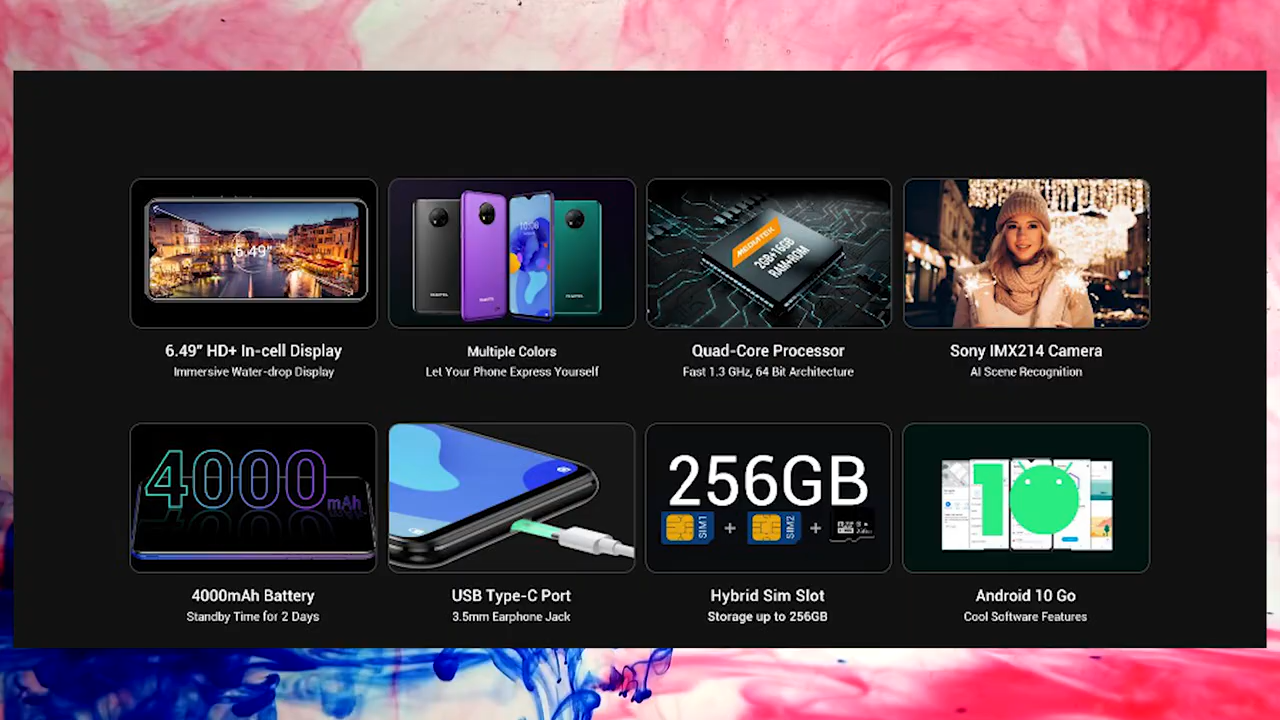 6.49"
10:08
MEDIATEK
2GB+16GB
RAM+ROM
6.49" HD+ In-cell Display
Immersive Water-drop Display
Multiple Colors
Let Your Phone Express Yourself
Quad-Core Processor
Fast 1.3 GHz, 64 Bit Architecture
Sony IMX214 Camera
AI Scene Recognition
4000
mAh
256GB
SIM1
+
SIM2
+
10
4000mAh Battery
Standby Time for 2 Days
USB Type-C Port
3.5mm Earphone Jack
Hybrid Sim Slot
Storage up to 256GB
Android 10 Go
Cool Software Features